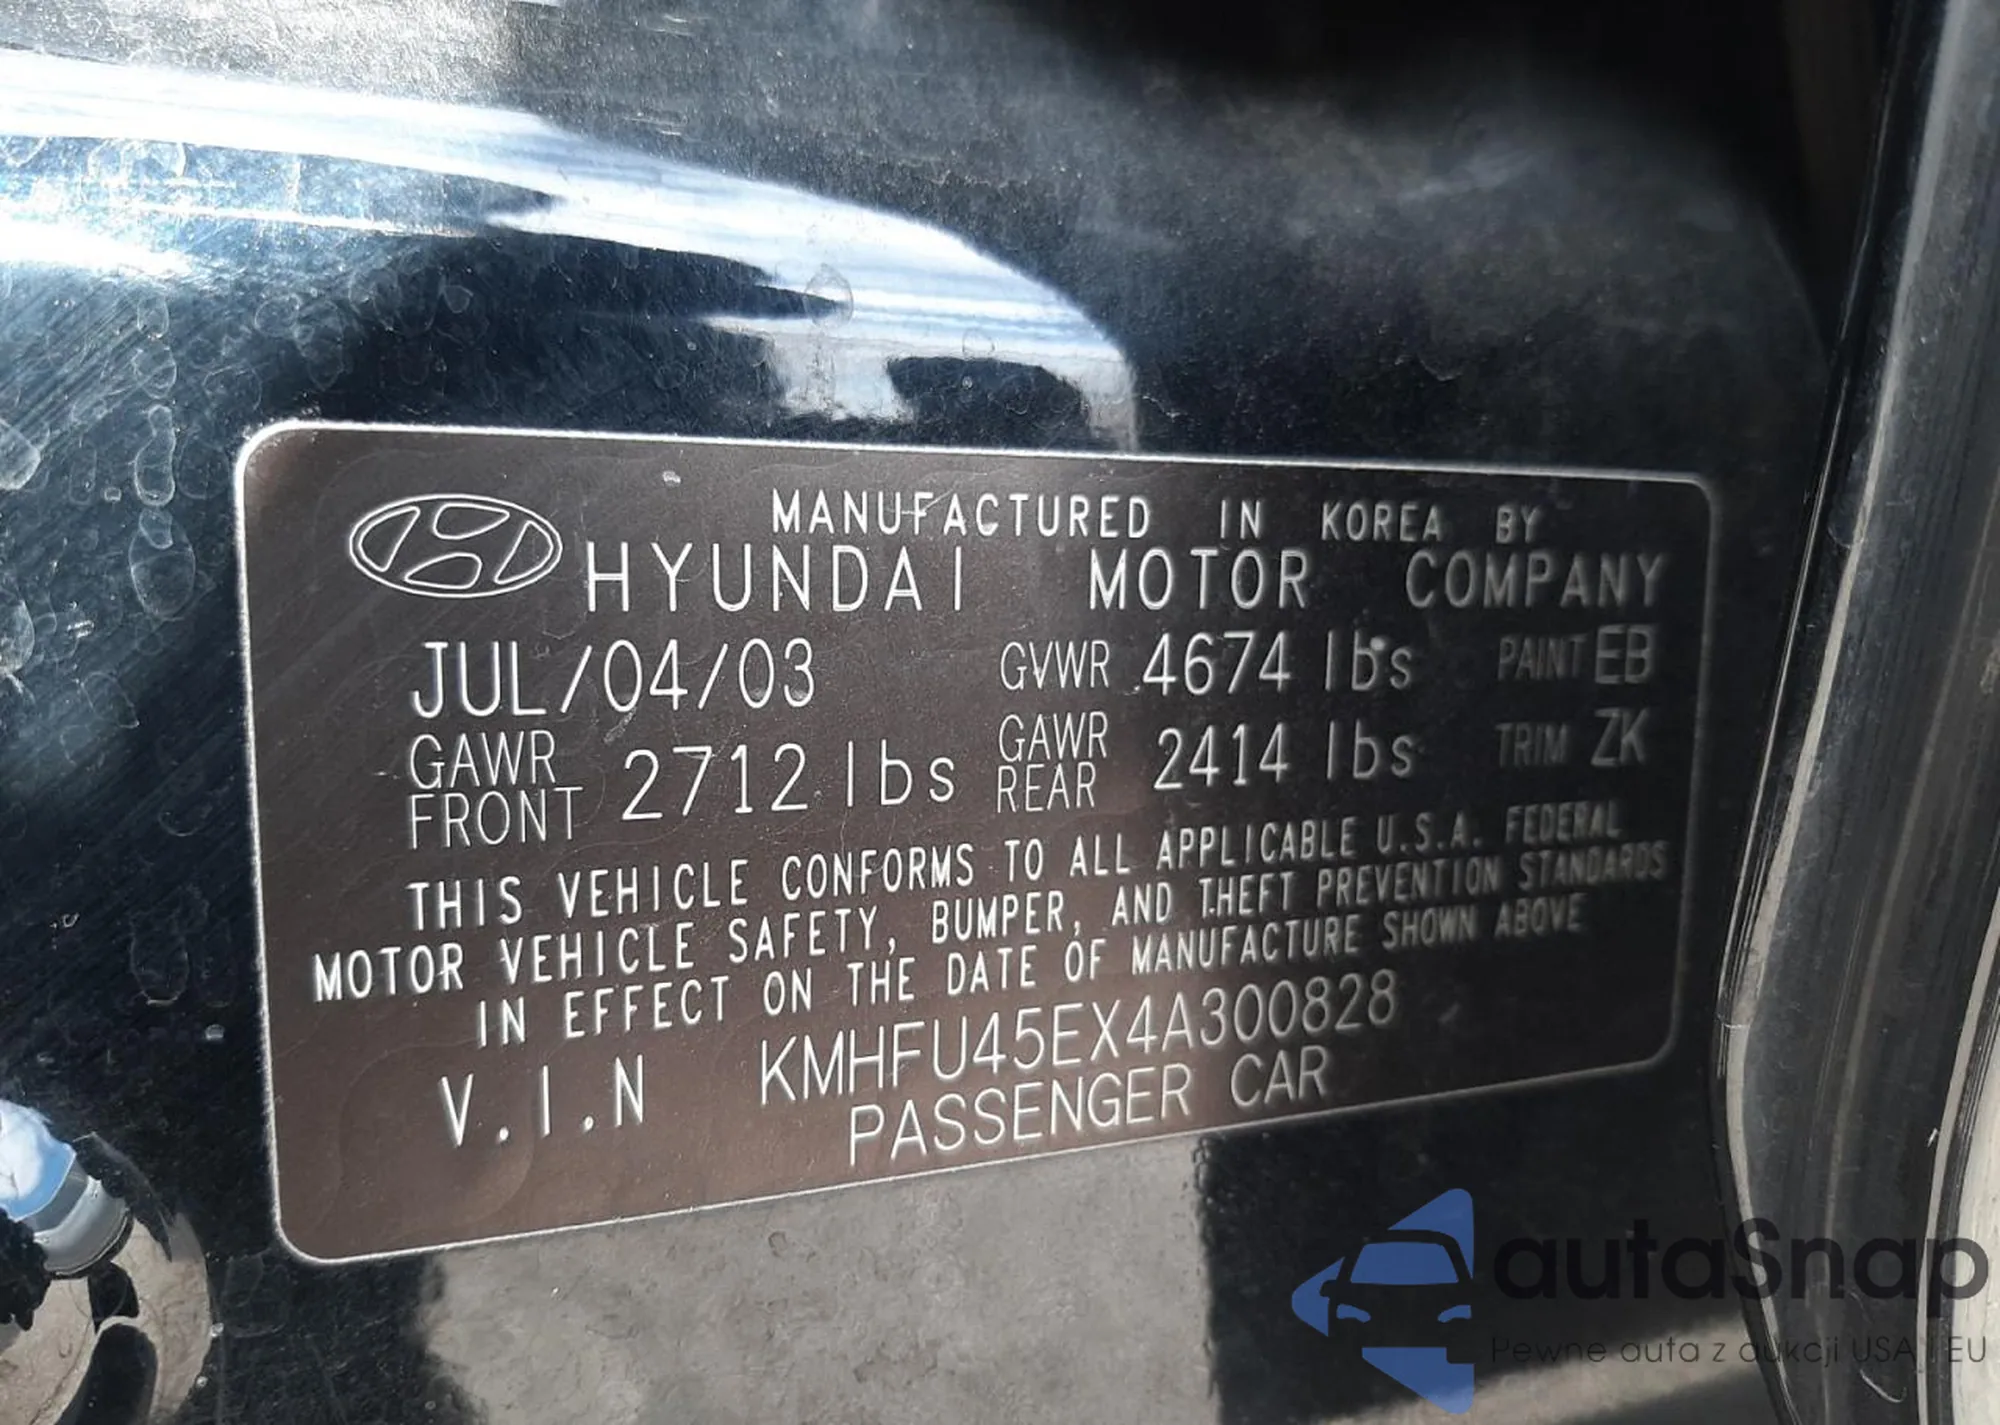 MANUFACTURED IN KOREA BY
HYUNDAI MOTOR COMPANY
JUL/04/03 GVWR 4674 lbs PAINT EB
GAWR FRONT 2712 lbs GAWR REAR 2414 lbs TRIM ZK
THIS VEHICLE CONFORMS TO ALL APPLICABLE U.S.A. FEDERAL
MOTOR VEHICLE SAFETY, BUMPER, AND THEFT PREVENTION STANDARDS
IN EFFECT ON THE DATE OF MANUFACTURE SHOWN ABOVE
V.I.N KMHFU45EX4A300828
PASSENGER CAR
autaSnap
Pewne auta z aukcji USA i EU